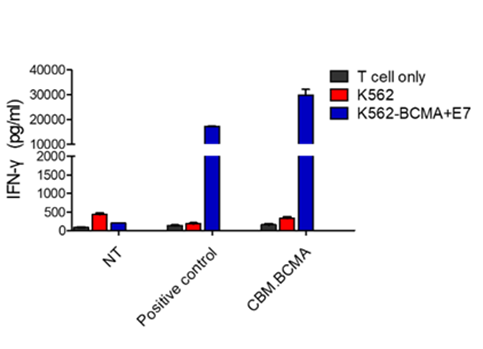 IFN-γ (pg/ml)
40000
30000
20000
10000
2000
1500
1000
500
0
NT
Positive control
CBM.BCMA
T cell only
K562
K562-BCMA+E7